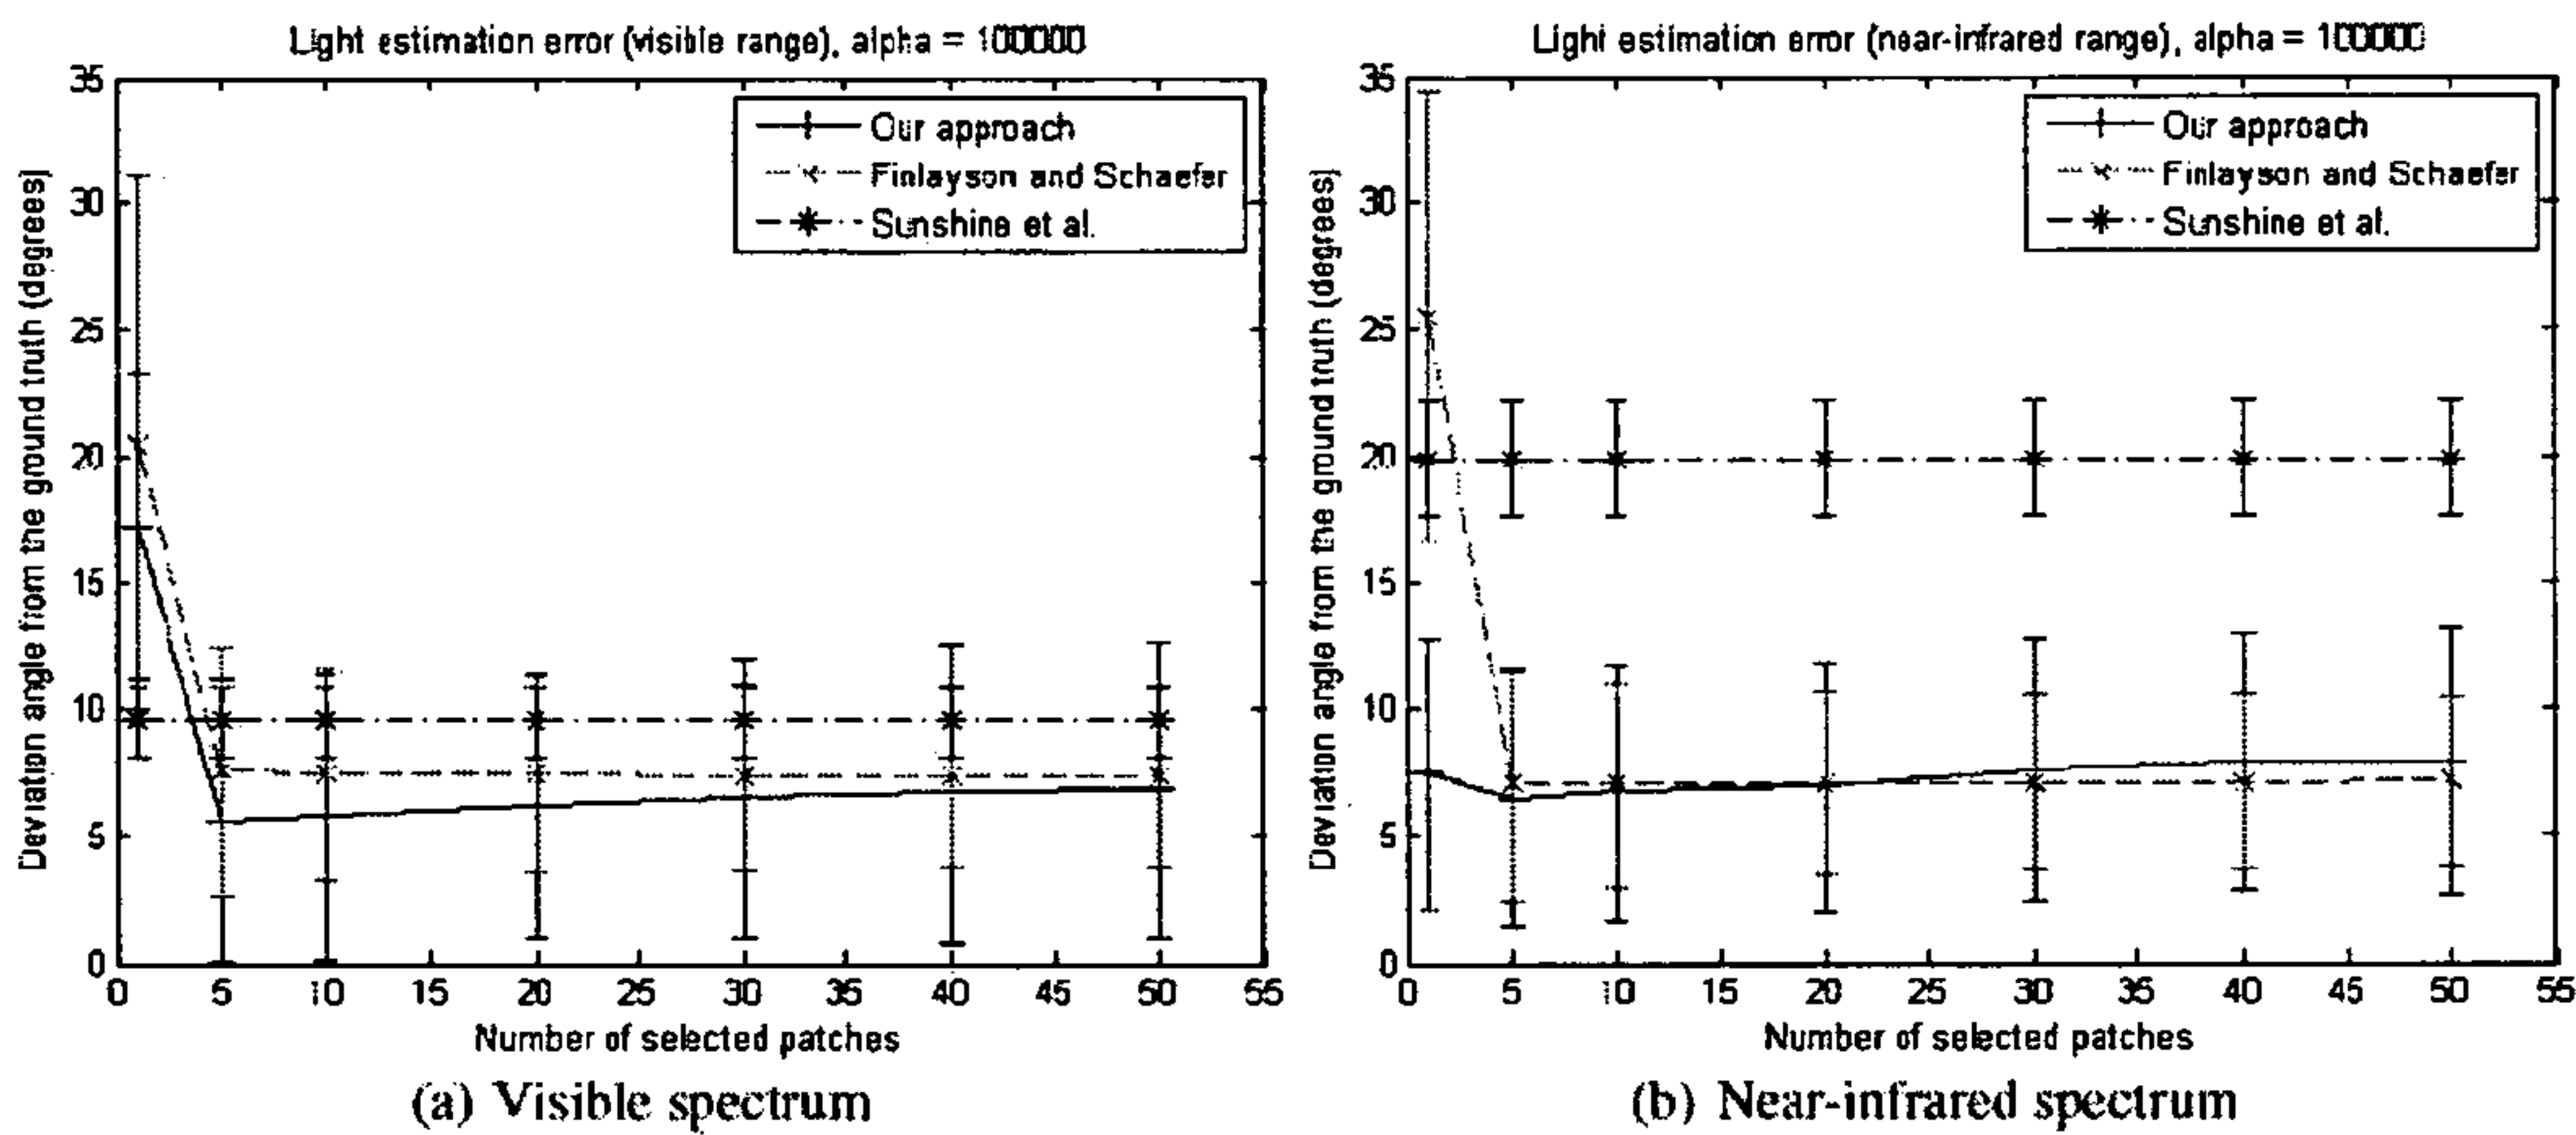 Light estimation error (visible range), alpha = 100000
Deviation angle from the ground truth (degrees)
35
30
25
20
15
10
5
0
Our approach
Finlayson and Schaefer
Sunshine et al.
0 5 10 15 20 25 30 35 40 45 50 55
Number of selected patches
(a) Visible spectrum
Light estimation error (near-infrared range), alpha = 100000
Deviation angle from the ground truth (degrees)
35
30
25
20
15
10
5
0
Our approach
Finlayson and Schaefer
Sunshine et al.
0 5 10 15 20 25 30 35 40 45 50 55
Number of selected patches
(b) Near-infrared spectrum